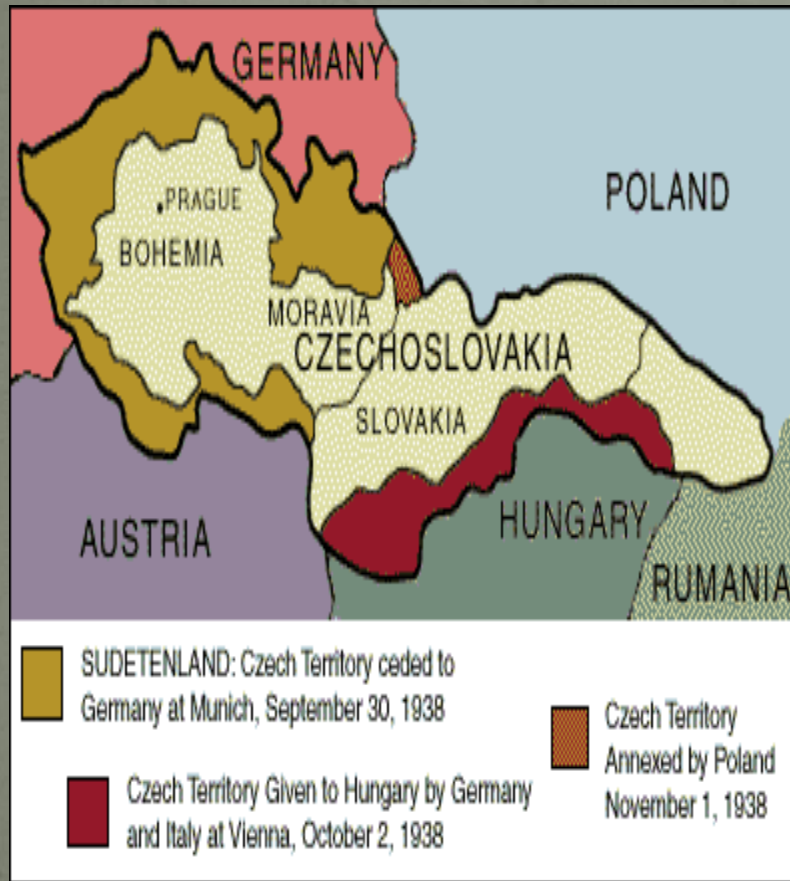 GERMANY
POLAND
PRAGUE
BOHEMIA
MORAVIA
CZECHOSLOVAKIA
SLOVAKIA
AUSTRIA
HUNGARY
RUMANIA
SUDETENLAND: Czech Territory ceded to
Germany at Munich, September 30, 1938
Czech Territory
Annexed by Poland
November 1, 1938
Czech Territory Given to Hungary by Germany
and Italy at Vienna, October 2, 1938